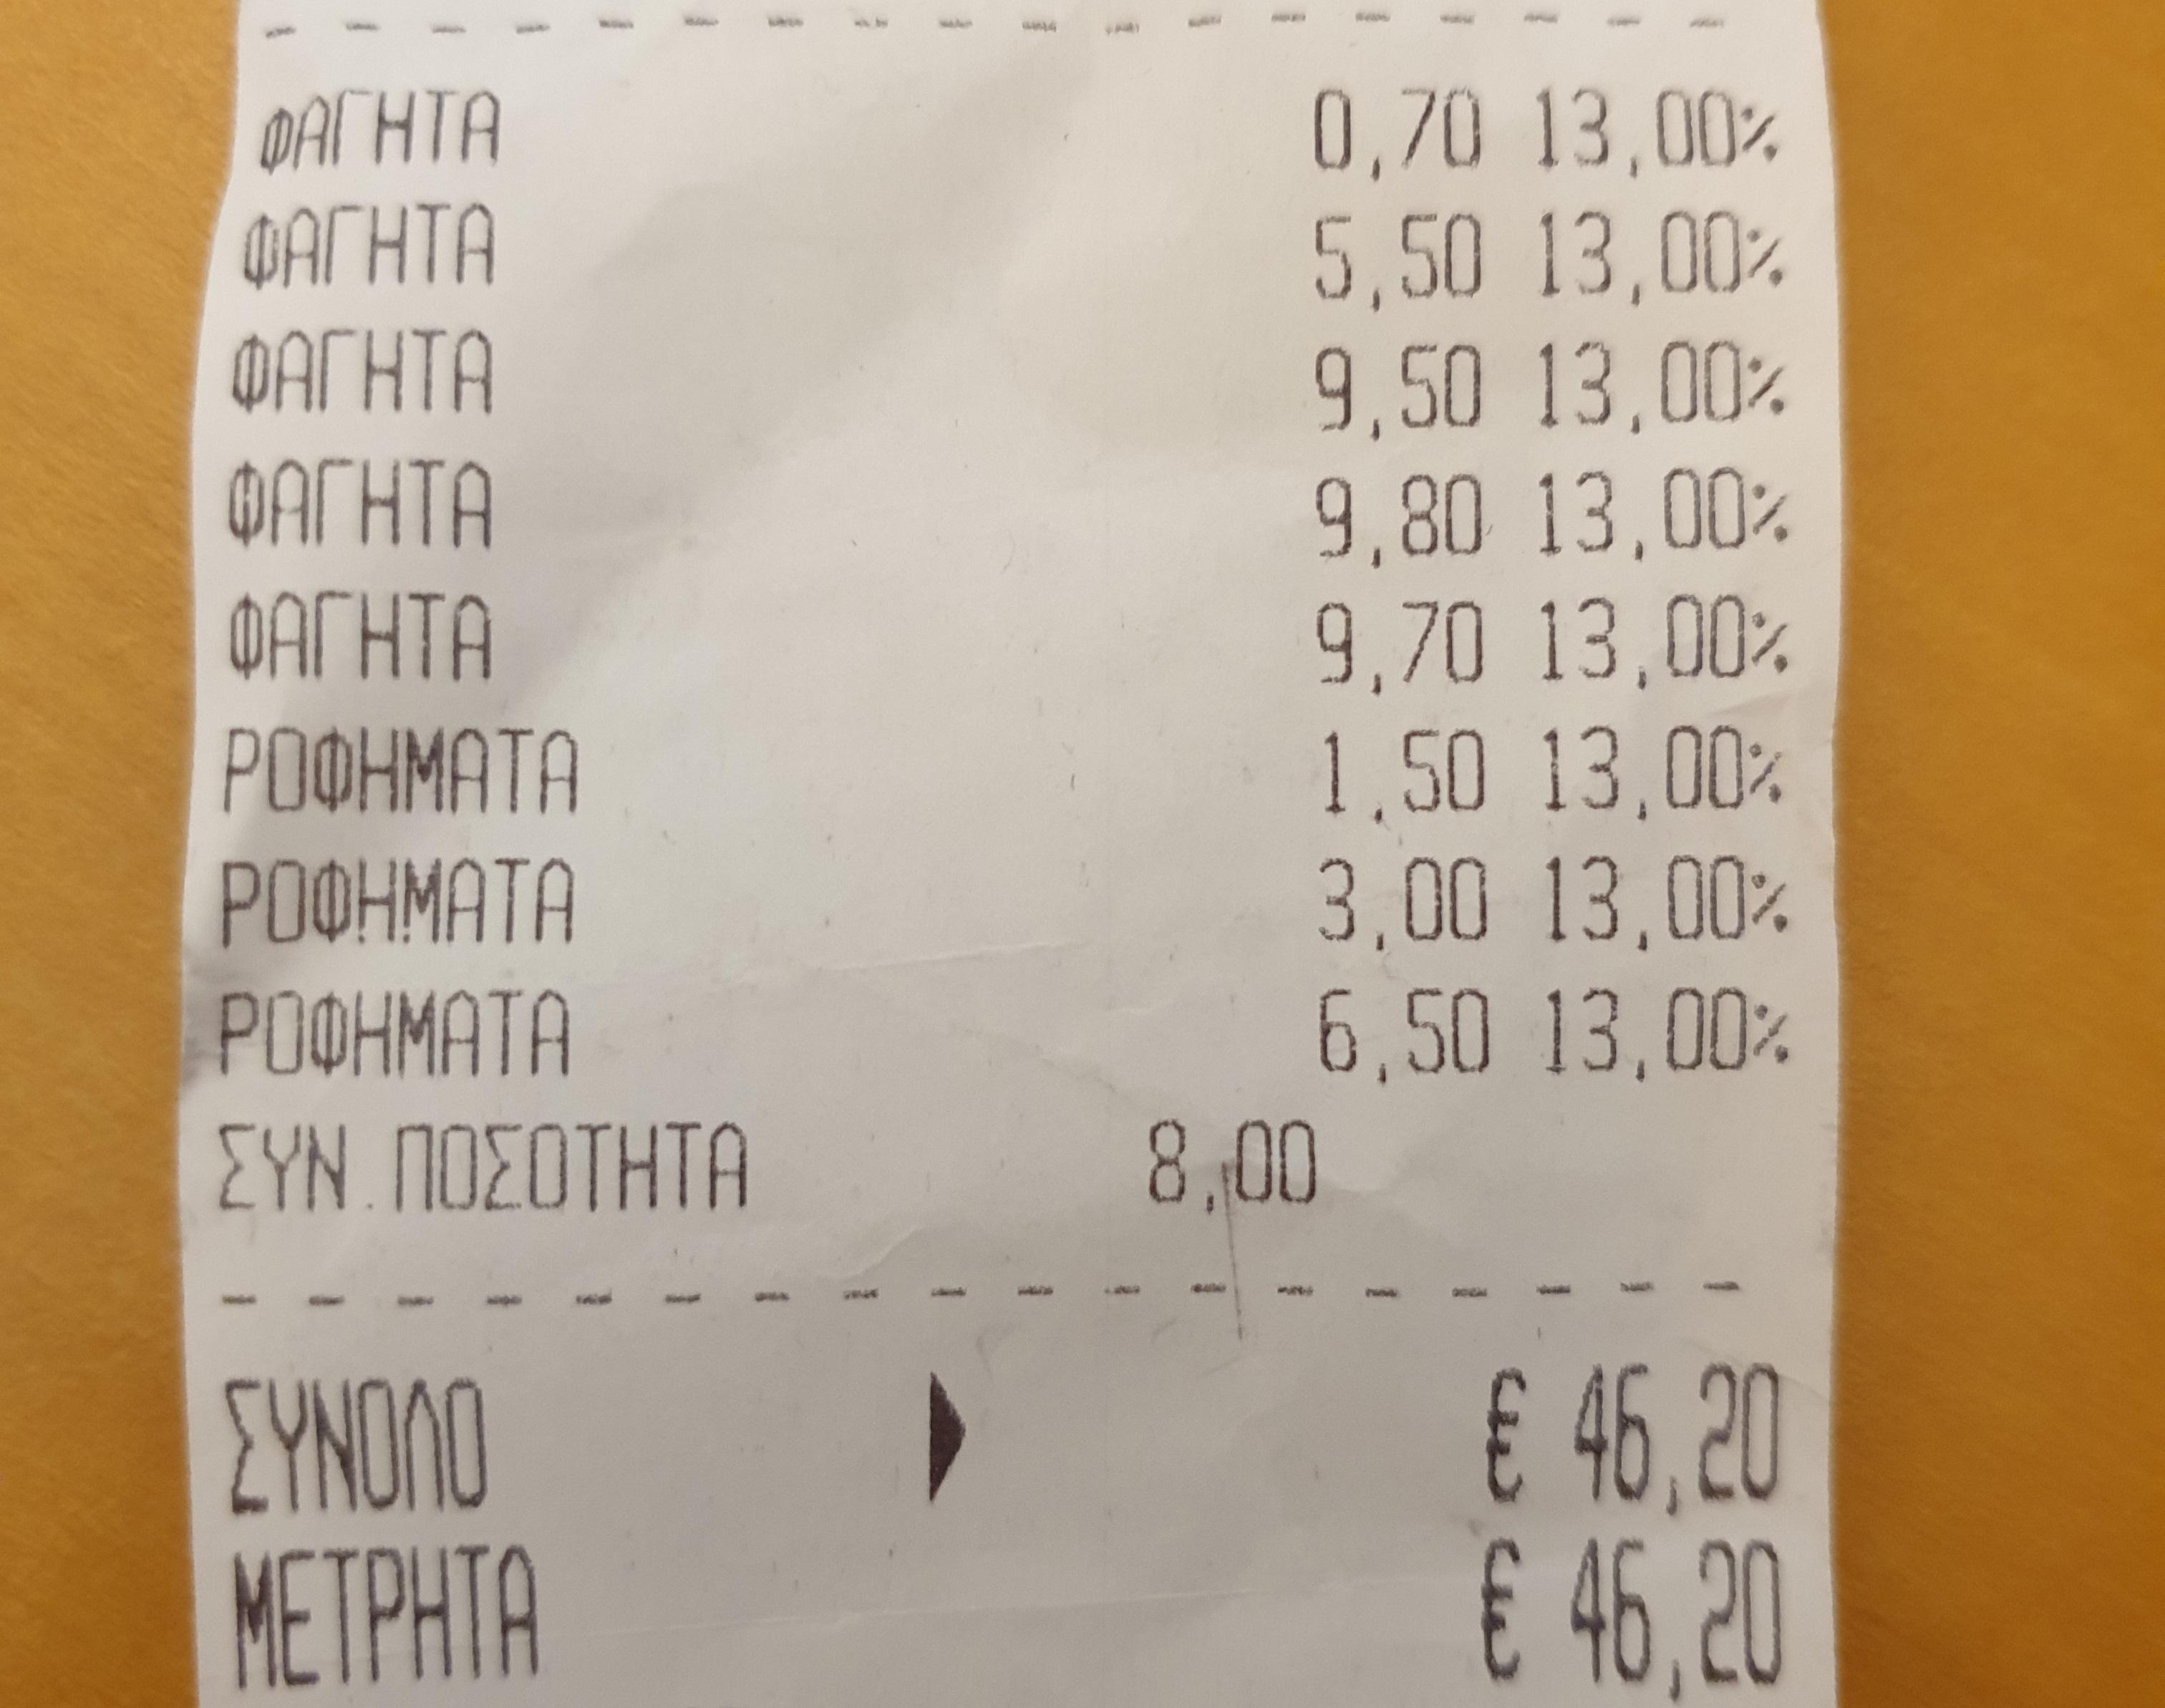 ΦΑΓΗΤΑ 0,70 13,00%
ΦΑΓΗΤΑ 5,50 13,00%
ΦΑΓΗΤΑ 9,50 13,00%
ΦΑΓΗΤΑ 9,80 13,00%
ΦΑΓΗΤΑ 9,70 13,00%
ΡΟΦΗΜΑΤΑ 1,50 13,00%
ΡΟΦΗΜΑΤΑ 3,00 13,00%
ΡΟΦΗΜΑΤΑ 6,50 13,00%
ΣΥΝ.ΠΟΣΟΤΗΤΑ 8,00
ΣΥΝΟΛΟ € 46,20
ΜΕΤΡΗΤΑ € 46,20